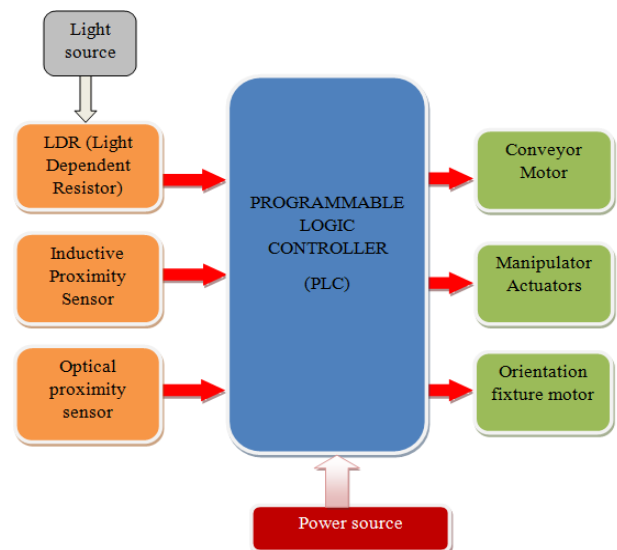 Light
source
LDR (Light
Dependent
Resistor)
Inductive
Proximity
Sensor
Optical
proximity
sensor
PROGRAMMABLE
LOGIC
CONTROLLER
(PLC)
Conveyor
Motor
Manipulator
Actuators
Orientation
fixture motor
Power source